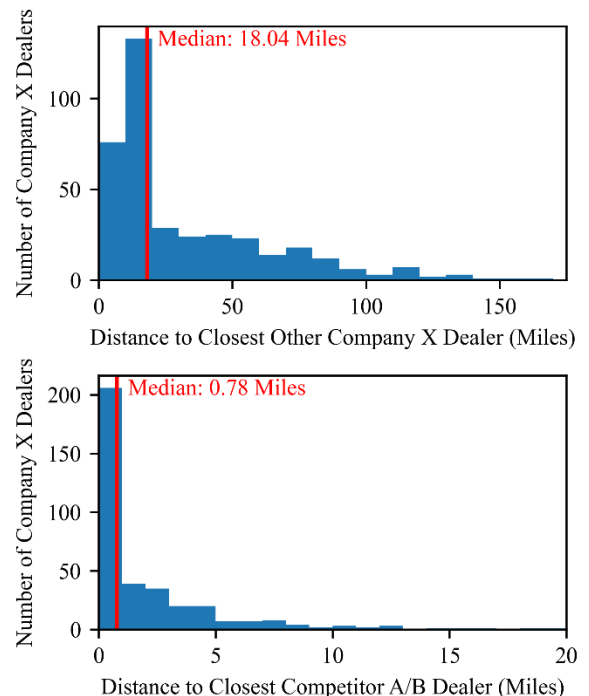 Median: 18.04 Miles
Number of Company X Dealers
100
50
0
0 50 100 150
Distance to Closest Other Company X Dealer (Miles)
Median: 0.78 Miles
Number of Company X Dealers
200
150
100
50
0
0 5 10 15 20
Distance to Closest Competitor A/B Dealer (Miles)